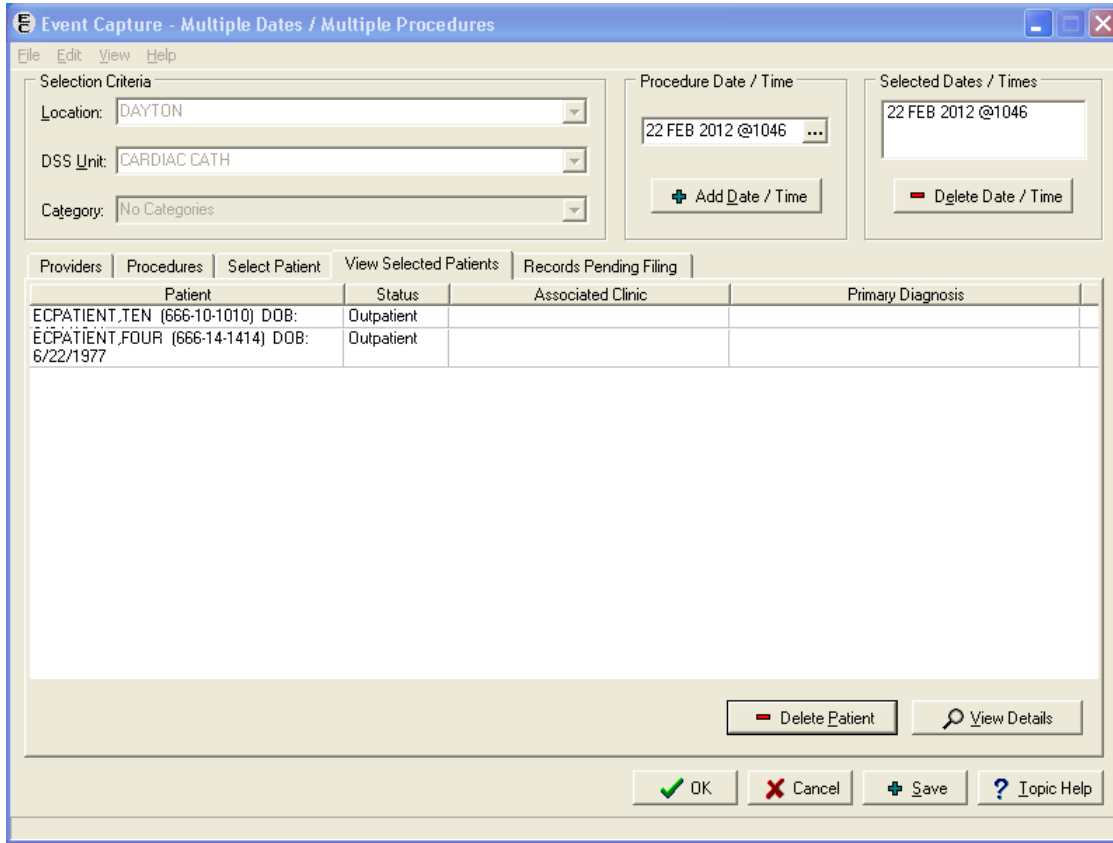 Event Capture - Multiple Dates / Multiple Procedures
File Edit View Help
Selection Criteria
Location: DAYTON
DSS Unit: CARDIAC CATH
Category: No Categories
Procedure Date / Time
22 FEB 2012 @1046 ...
Add Date / Time
Selected Dates / Times
22 FEB 2012 @1046
Delete Date / Time
Providers Procedures Select Patient View Selected Patients Records Pending Filing
Patient Status Associated Clinic Primary Diagnosis
ECPATIENT,TEN (666-10-1010) DOB: Outpatient
ECPATIENT,FOUR (666-14-1414) DOB: Outpatient
6/22/1977
Delete Patient View Details
OK Cancel Save Topic Help